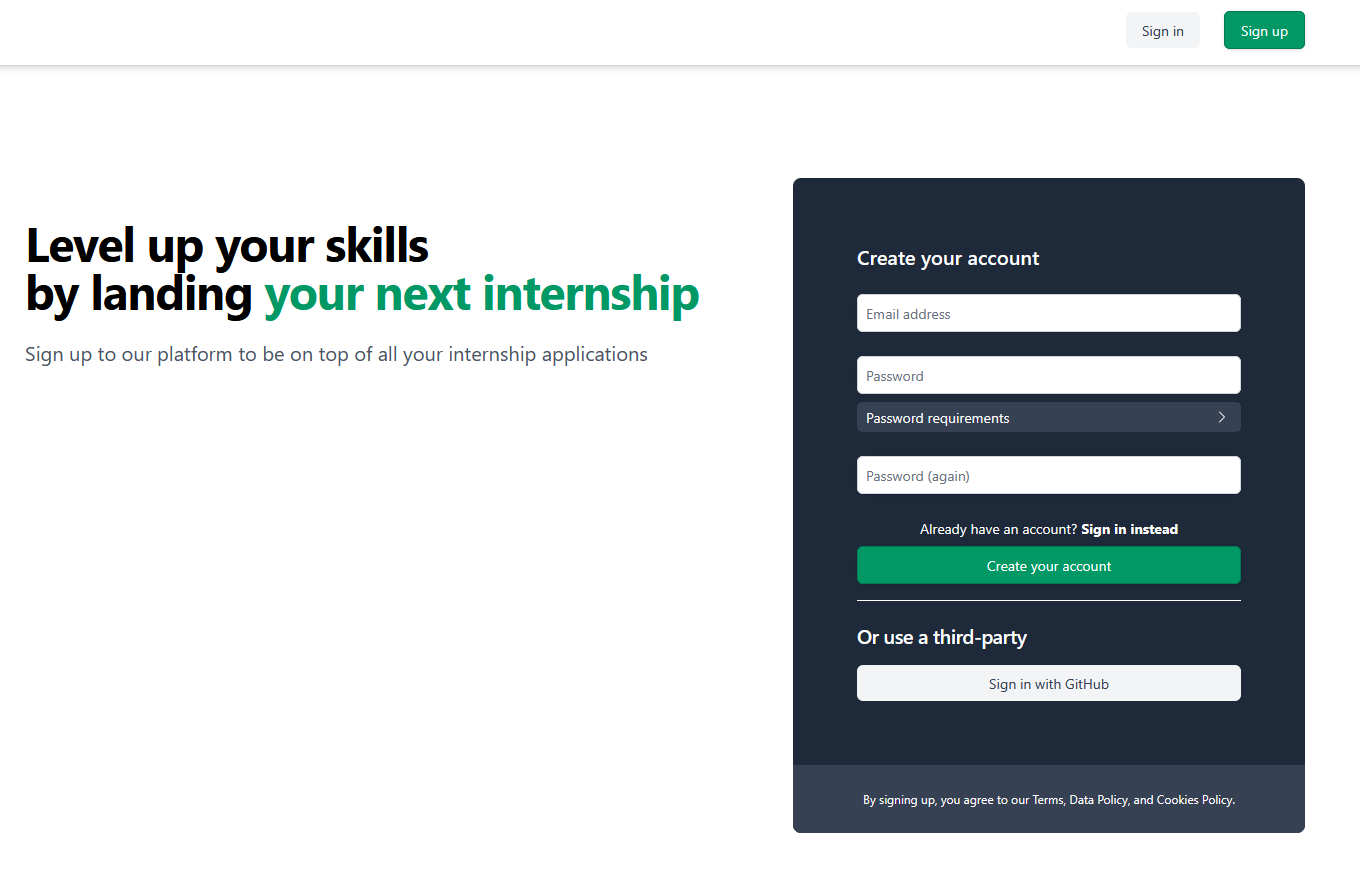 Sign in
Sign up
Level up your skills
by landing your next internship
Sign up to our platform to be on top of all your internship applications
Create your account
Email address
Password
Password requirements
Password (again)
Already have an account? Sign in instead
Create your account
Or use a third-party
Sign in with GitHub
By signing up, you agree to our Terms, Data Policy, and Cookies Policy.